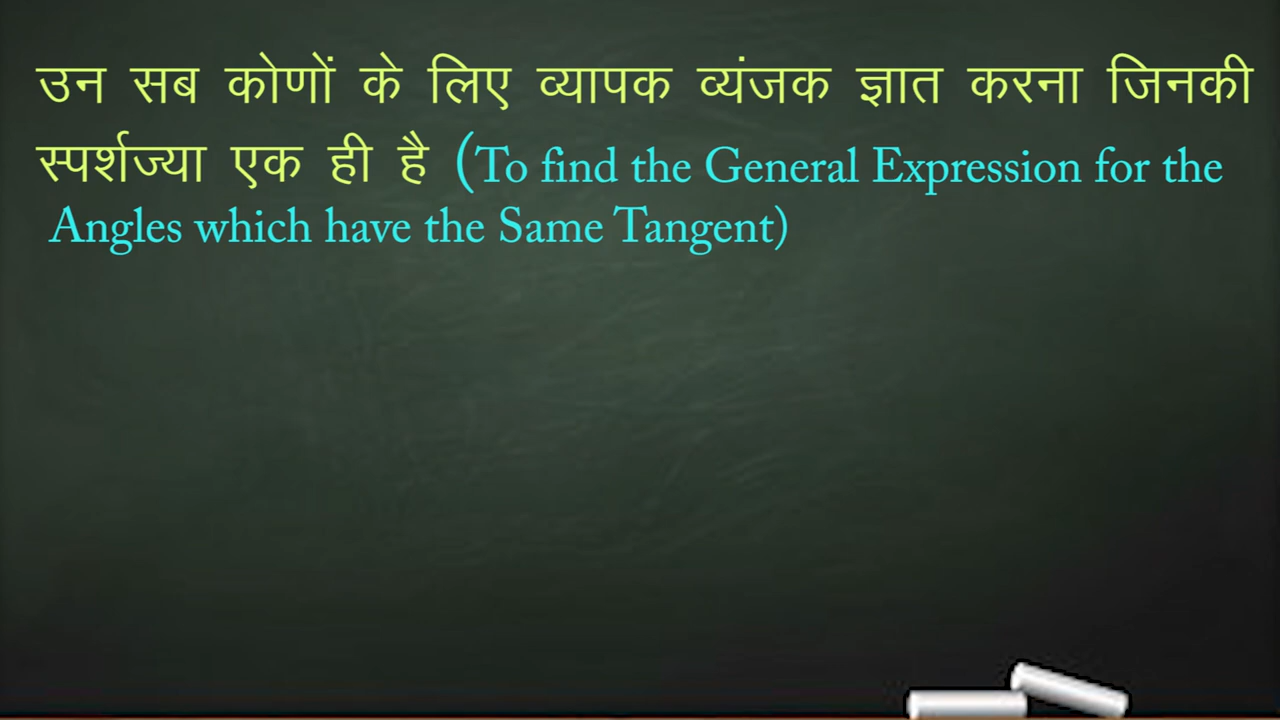 उन सब कोणों के लिए व्यापक व्यंजक ज्ञात करना जिनकी
स्पर्शज्या एक ही है (To find the General Expression for the
Angles which have the Same Tangent)